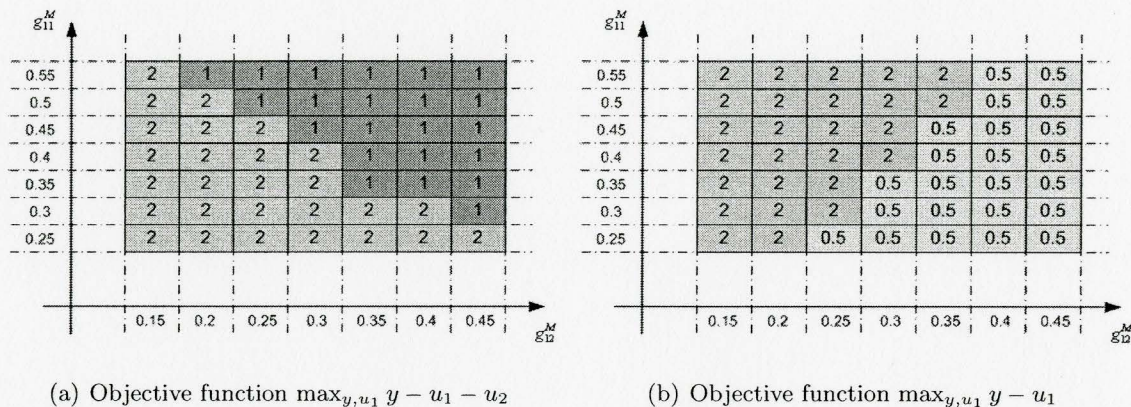 g₁₁ᴹ
0.55 2 1 1 1 1 1 1
0.5 2 2 1 1 1 1 1
0.45 2 2 2 1 1 1 1
0.4 2 2 2 2 1 1 1
0.35 2 2 2 2 1 1 1
0.3 2 2 2 2 2 2 1
0.25 2 2 2 2 2 2 2
0.15 0.2 0.25 0.3 0.35 0.4 0.45
g₁₂ᴹ
(a) Objective function max_{y,u₁} y − u₁ − u₂
g₁₁ᴹ
0.55 2 2 2 2 2 0.5 0.5
0.5 2 2 2 2 2 0.5 0.5
0.45 2 2 2 2 0.5 0.5 0.5
0.4 2 2 2 2 0.5 0.5 0.5
0.35 2 2 2 0.5 0.5 0.5 0.5
0.3 2 2 2 0.5 0.5 0.5 0.5
0.25 2 2 0.5 0.5 0.5 0.5 0.5
0.15 0.2 0.25 0.3 0.35 0.4 0.45
g₁₂ᴹ
(b) Objective function max_{y,u₁} y − u₁